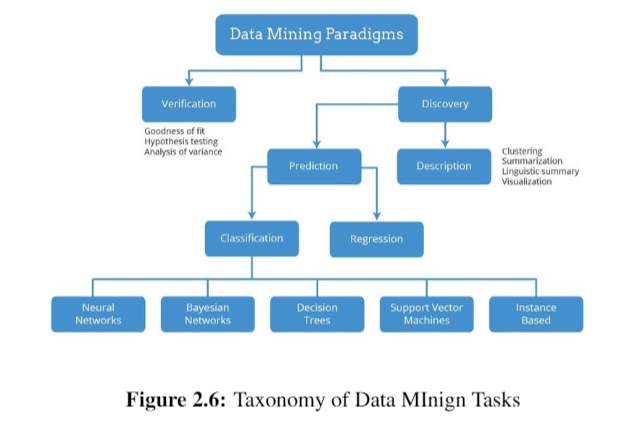 Data Mining Paradigms
Verification
Discovery
Goodness of fit
Hypothesis testing
Analysis of variance
Prediction
Description
Clustering
Summarization
Linguistic summary
Visualization
Classification
Regression
Neural
Networks
Bayesian
Networks
Decision
Trees
Support Vector
Machines
Instance
Based
Figure 2.6: Taxonomy of Data MInign Tasks